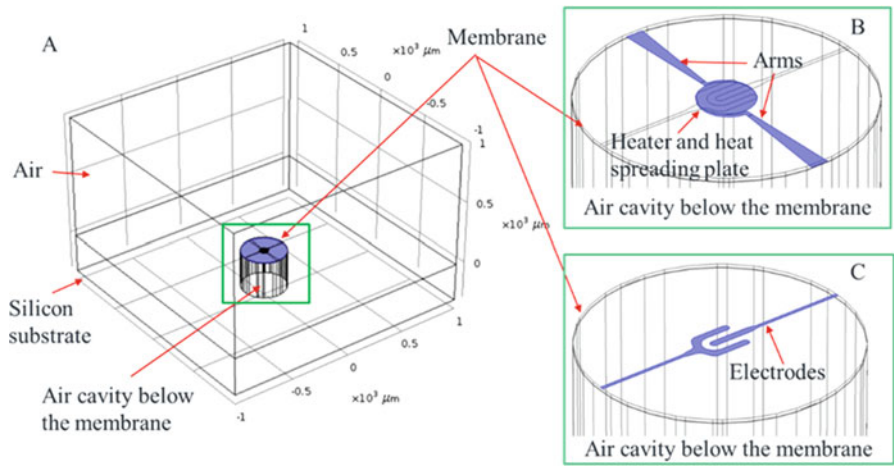 A
Membrane
Air
Silicon
substrate
Air cavity below
the membrane
1
0.5
×10³ μm
0
-0.5
-1
1
0.5
×10³ μm
0
1
0.5
0
×10³ μm
-0.5
-1
B
Arms
Heater and heat
spreading plate
Air cavity below the membrane
C
Electrodes
Air cavity below the membrane